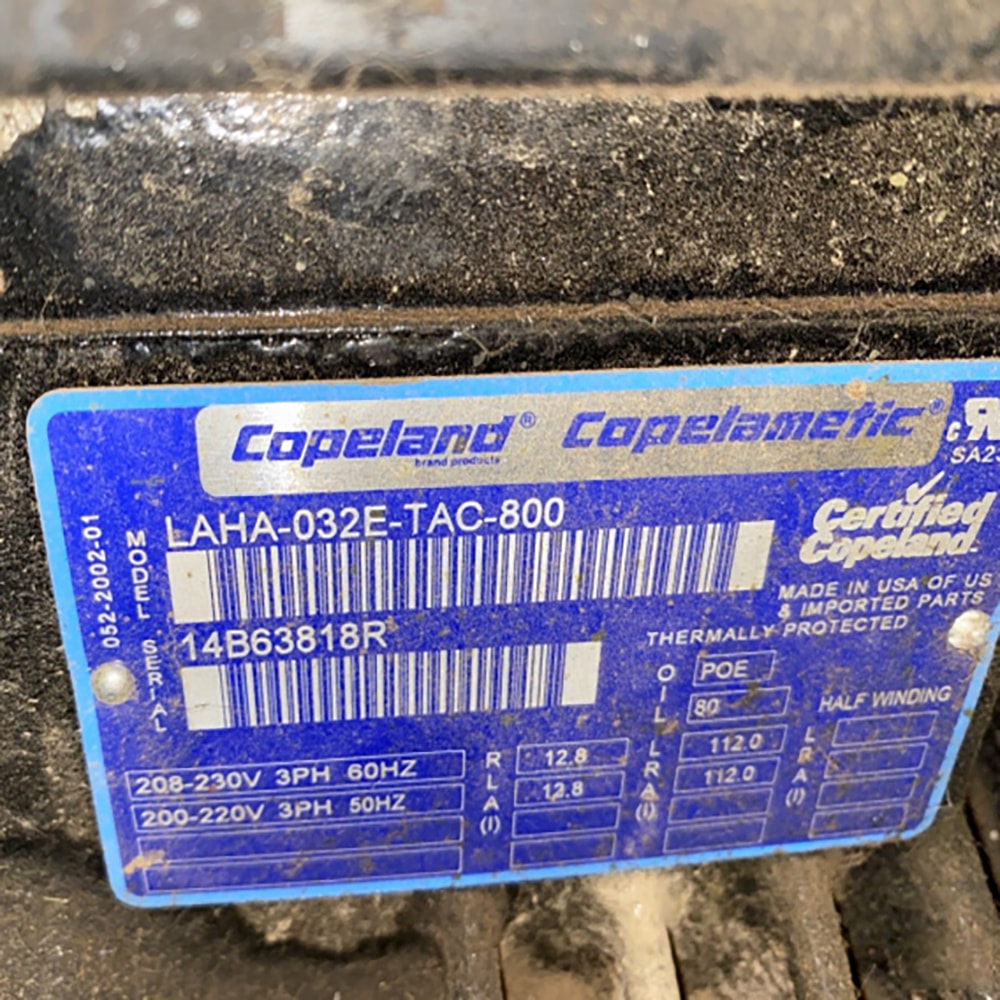 Copeland® Copelametic®
brand products
c
SA23
052-2002-01
MODEL
LAHA-032E-TAC-800
Certified
Copeland
MADE IN USA OF US
& IMPORTED PARTS
SERIAL
14B63818R
THERMALLY PROTECTED
OIL
POE
80
HALF WINDING
208-230V 3PH 60HZ
200-220V 3PH 50HZ
RLA(I)
12.8
12.8
LRA(I)
112.0
112.0
LRA(I)